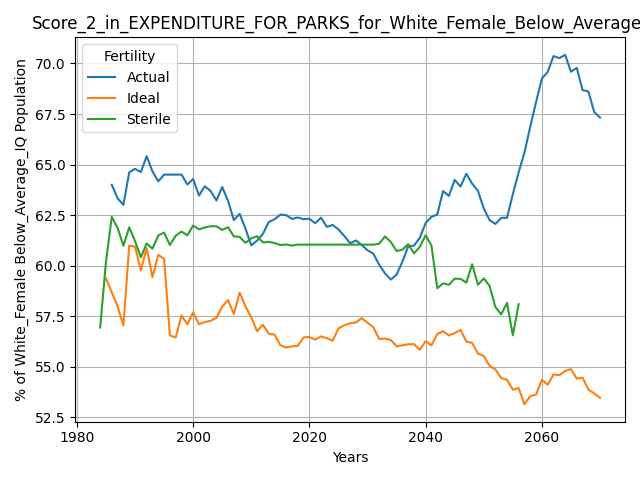 Score_2_in_EXPENDITURE_FOR_PARKS_for_White_Female_Below_Average
Fertility
Actual
Ideal
Sterile
% of White_Female Below_Average_IQ Population
70.0
67.5
65.0
62.5
60.0
57.5
55.0
52.5
1980 2000 2020 2040 2060
Years